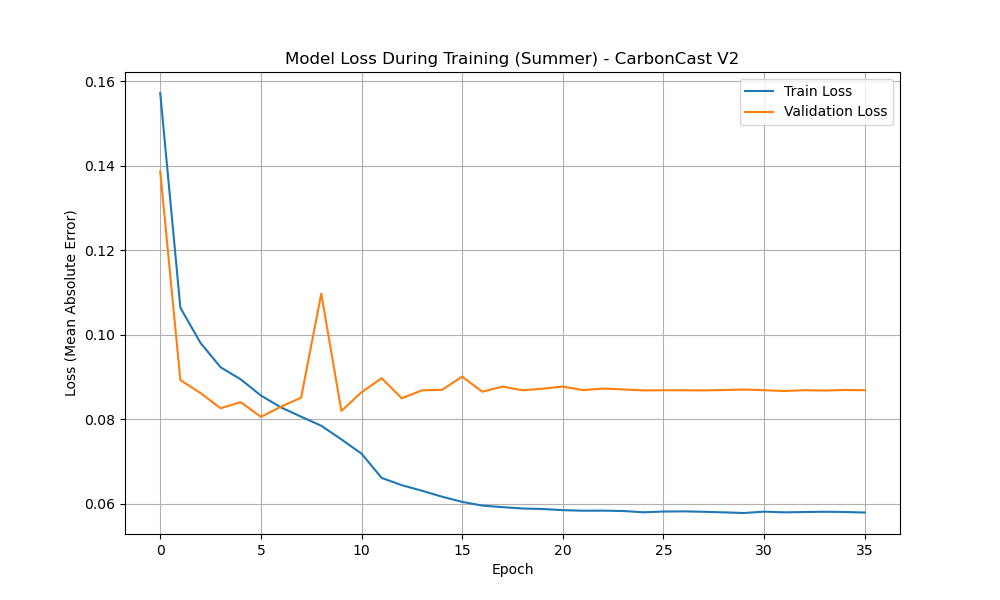 Model Loss During Training (Summer) - CarbonCast V2
Train Loss
Validation Loss
Loss (Mean Absolute Error)
0.16
0.14
0.12
0.10
0.08
0.06
0 5 10 15 20 25 30 35
Epoch